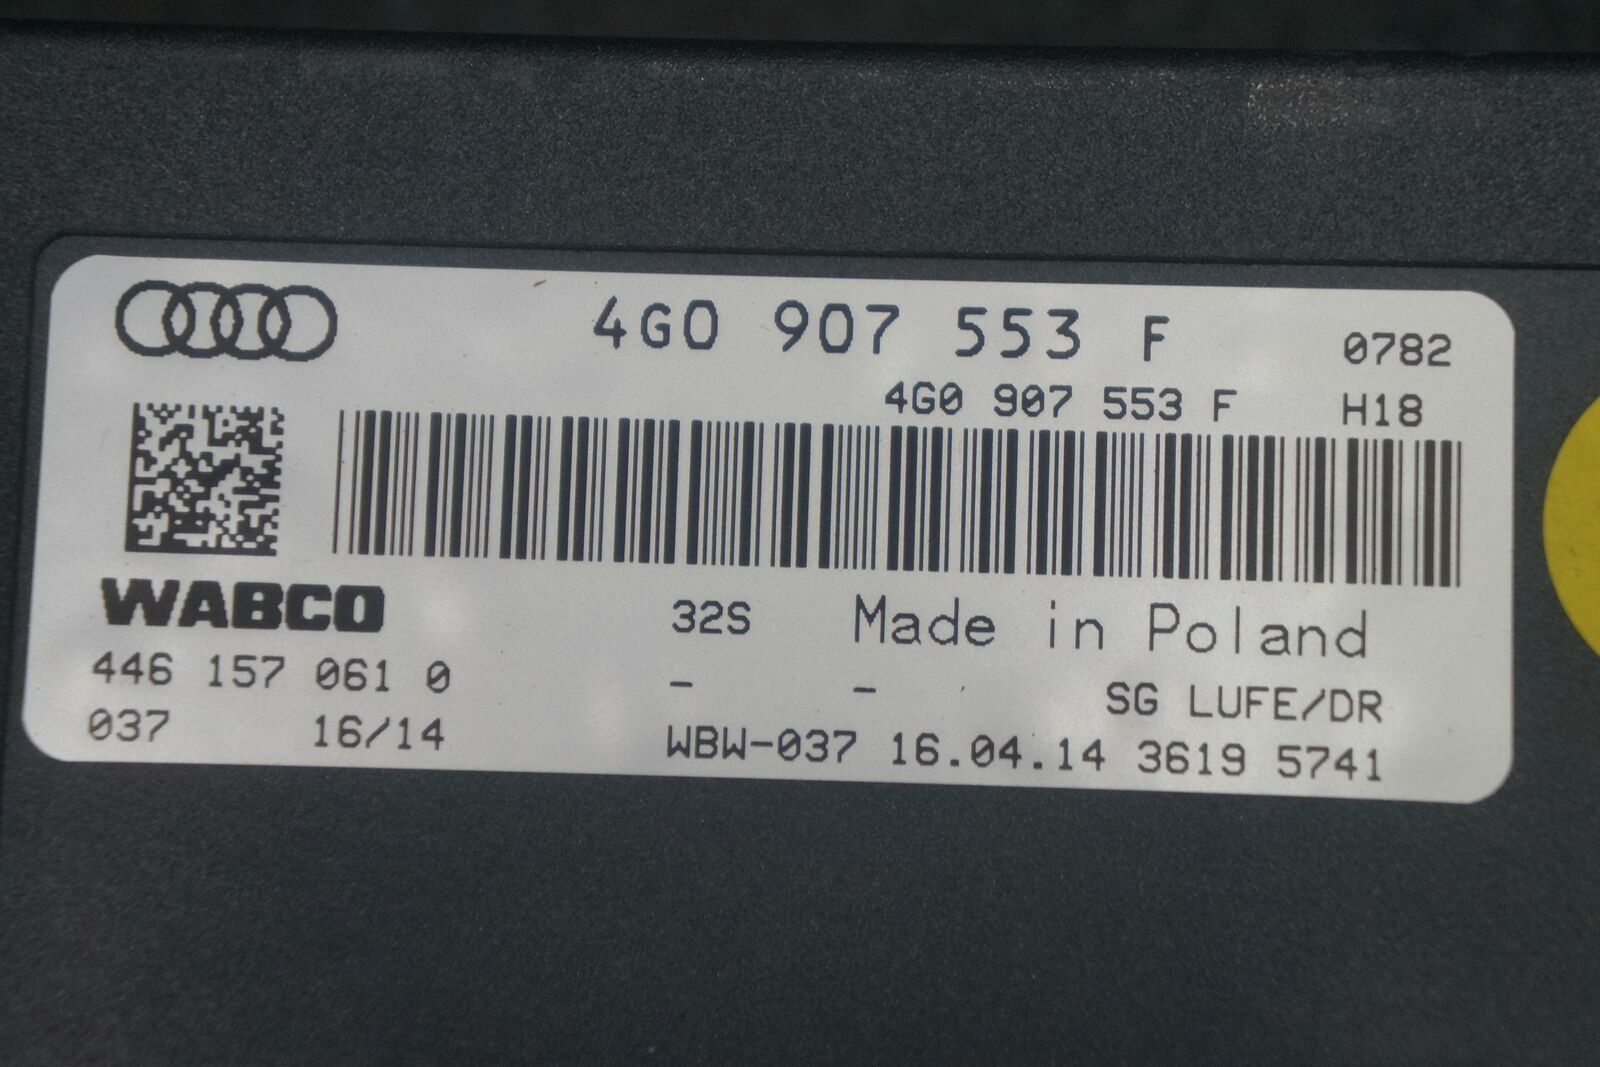 4G0 907 553 F 0782
4G0 907 553 F H18
WABCO 32S Made in Poland
446 157 061 0 - - SG LUFE/DR
037 16/14 WBW-037 16.04.14 3619 5741